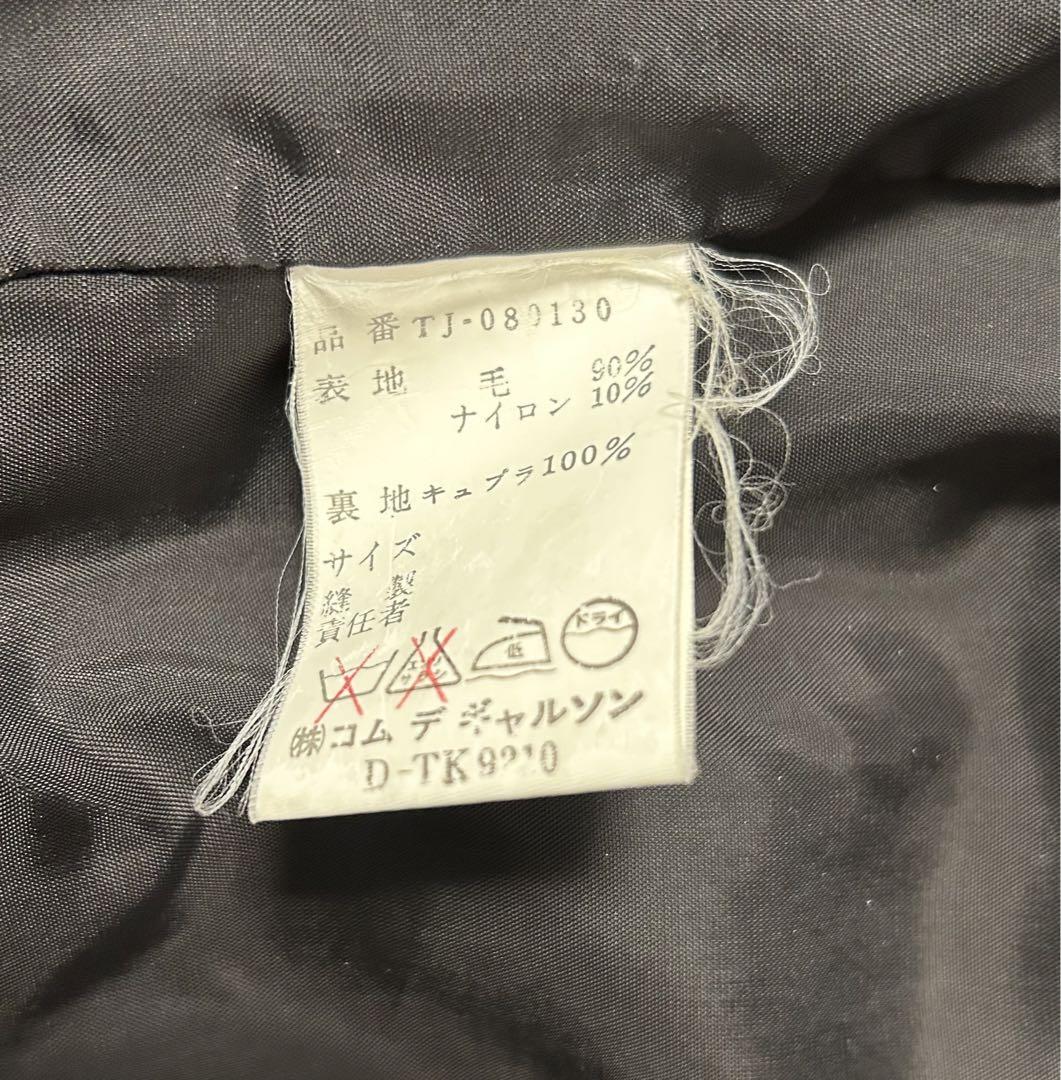 品番 TJ-080130
表地 毛 90%
ナイロン 10%
裏地 キュプラ 100%
サイズ
縫製
責任者
低 ドライ
(株)コム デ ギャルソン